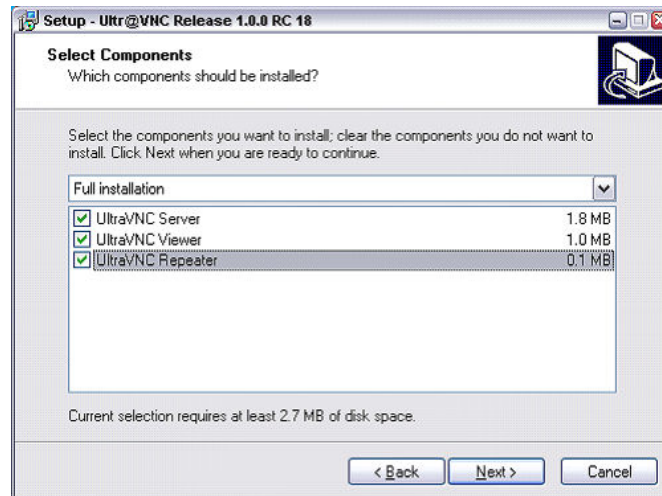 Setup - Ultr@VNC Release 1.0.0 RC 18
Select Components
Which components should be installed?
Select the components you want to install; clear the components you do not want to
install. Click Next when you are ready to continue.
Full installation
UltraVNC Server 1.8 MB
UltraVNC Viewer 1.0 MB
UltraVNC Repeater 0.1 MB
Current selection requires at least 2.7 MB of disk space.
< Back Next > Cancel